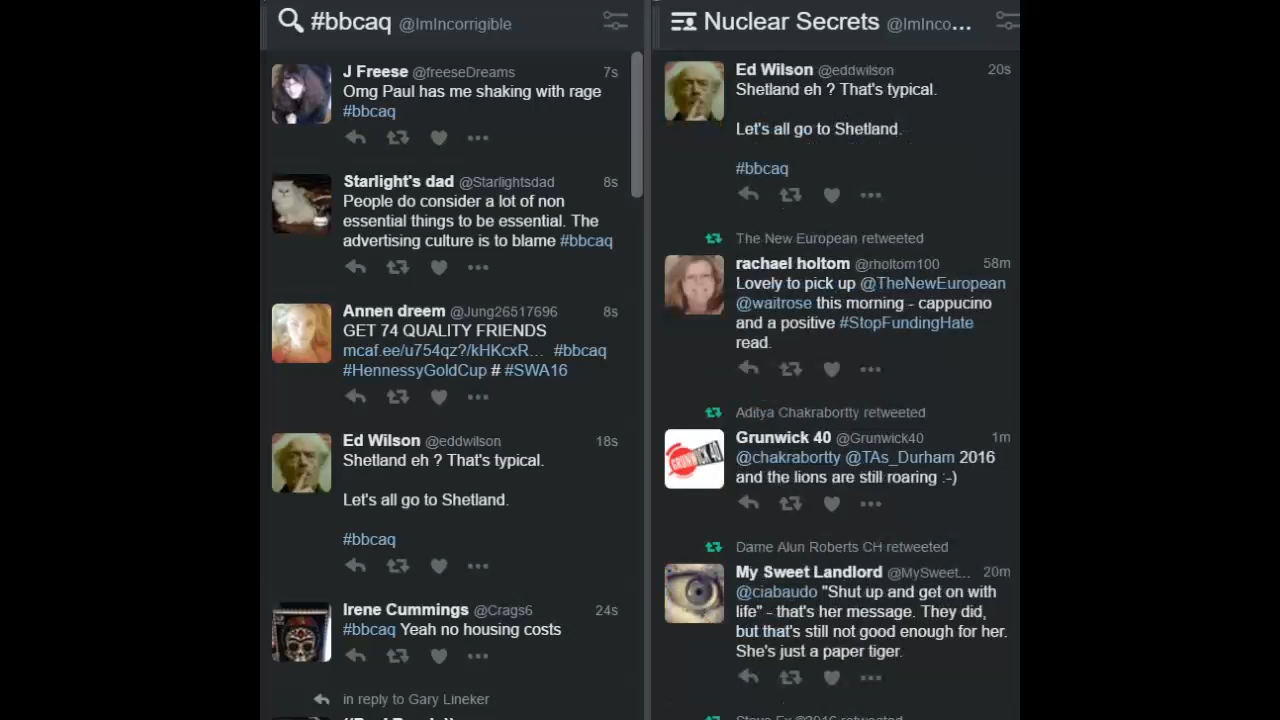 #bbcaq @ImIncorrigible
J Freese @freeseDreams 7s
Omg Paul has me shaking with rage
#bbcaq
Starlight's dad @Starlightsdad 8s
People do consider a lot of non
essential things to be essential. The
advertising culture is to blame #bbcaq
Annen dreem @Jung26517696 8s
GET 74 QUALITY FRIENDS
mcaf.ee/u754qz?/kHKcxR… #bbcaq
#HennessyGoldCup # #SWA16
Ed Wilson @eddwilson 18s
Shetland eh ? That's typical.
Let's all go to Shetland.
#bbcaq
Irene Cummings @Crags6 24s
#bbcaq Yeah no housing costs
in reply to Gary Lineker
Nuclear Secrets @ImInco…
Ed Wilson @eddwilson 20s
Shetland eh ? That's typical.
Let's all go to Shetland.
#bbcaq
The New European retweeted
rachael holtom @rholtom100 58m
Lovely to pick up @TheNewEuropean
@waitrose this morning - cappucino
and a positive #StopFundingHate
read.
Aditya Chakrabortty retweeted
Grunwick 40 @Grunwick40 1m
@chakrabortty @TAs_Durham 2016
and the lions are still roaring :-)
GRUNWICK 40
Dame Alun Roberts CH retweeted
My Sweet Landlord @MySweet... 20m
@ciabaudo "Shut up and get on with
life" - that's her message. They did,
but that's still not good enough for her.
She's just a paper tiger.